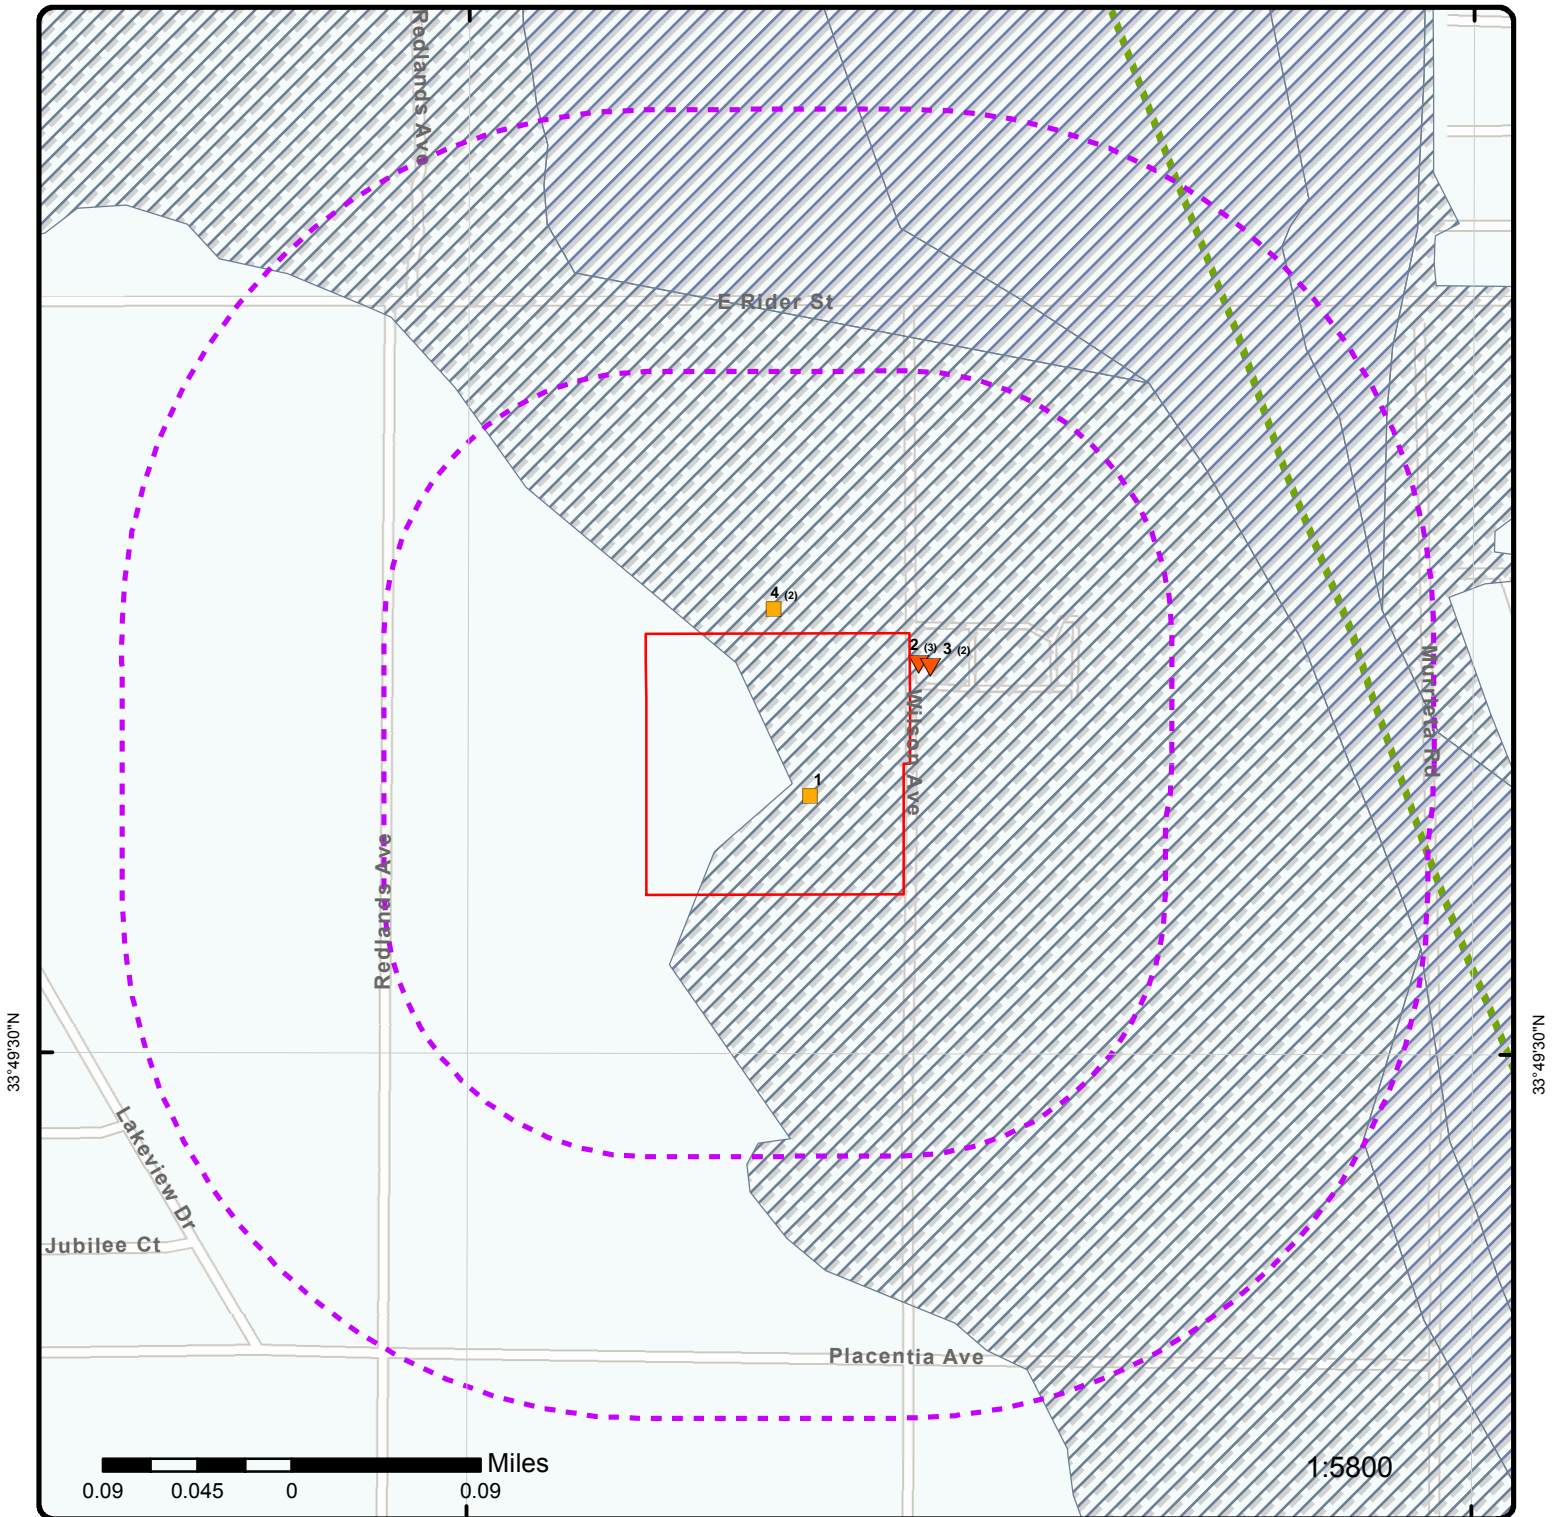 Redlands Ave
E Rider St
4 (2)
2 (3) 3 (2)
Wilson Ave
Murrieta Rd
1
Redlands Ave
33°49'30"N
33°49'30"N
Lakeview Dr
Jubilee Ct
Placentia Ave
Miles
0.09 0.045 0 0.09
1:5800